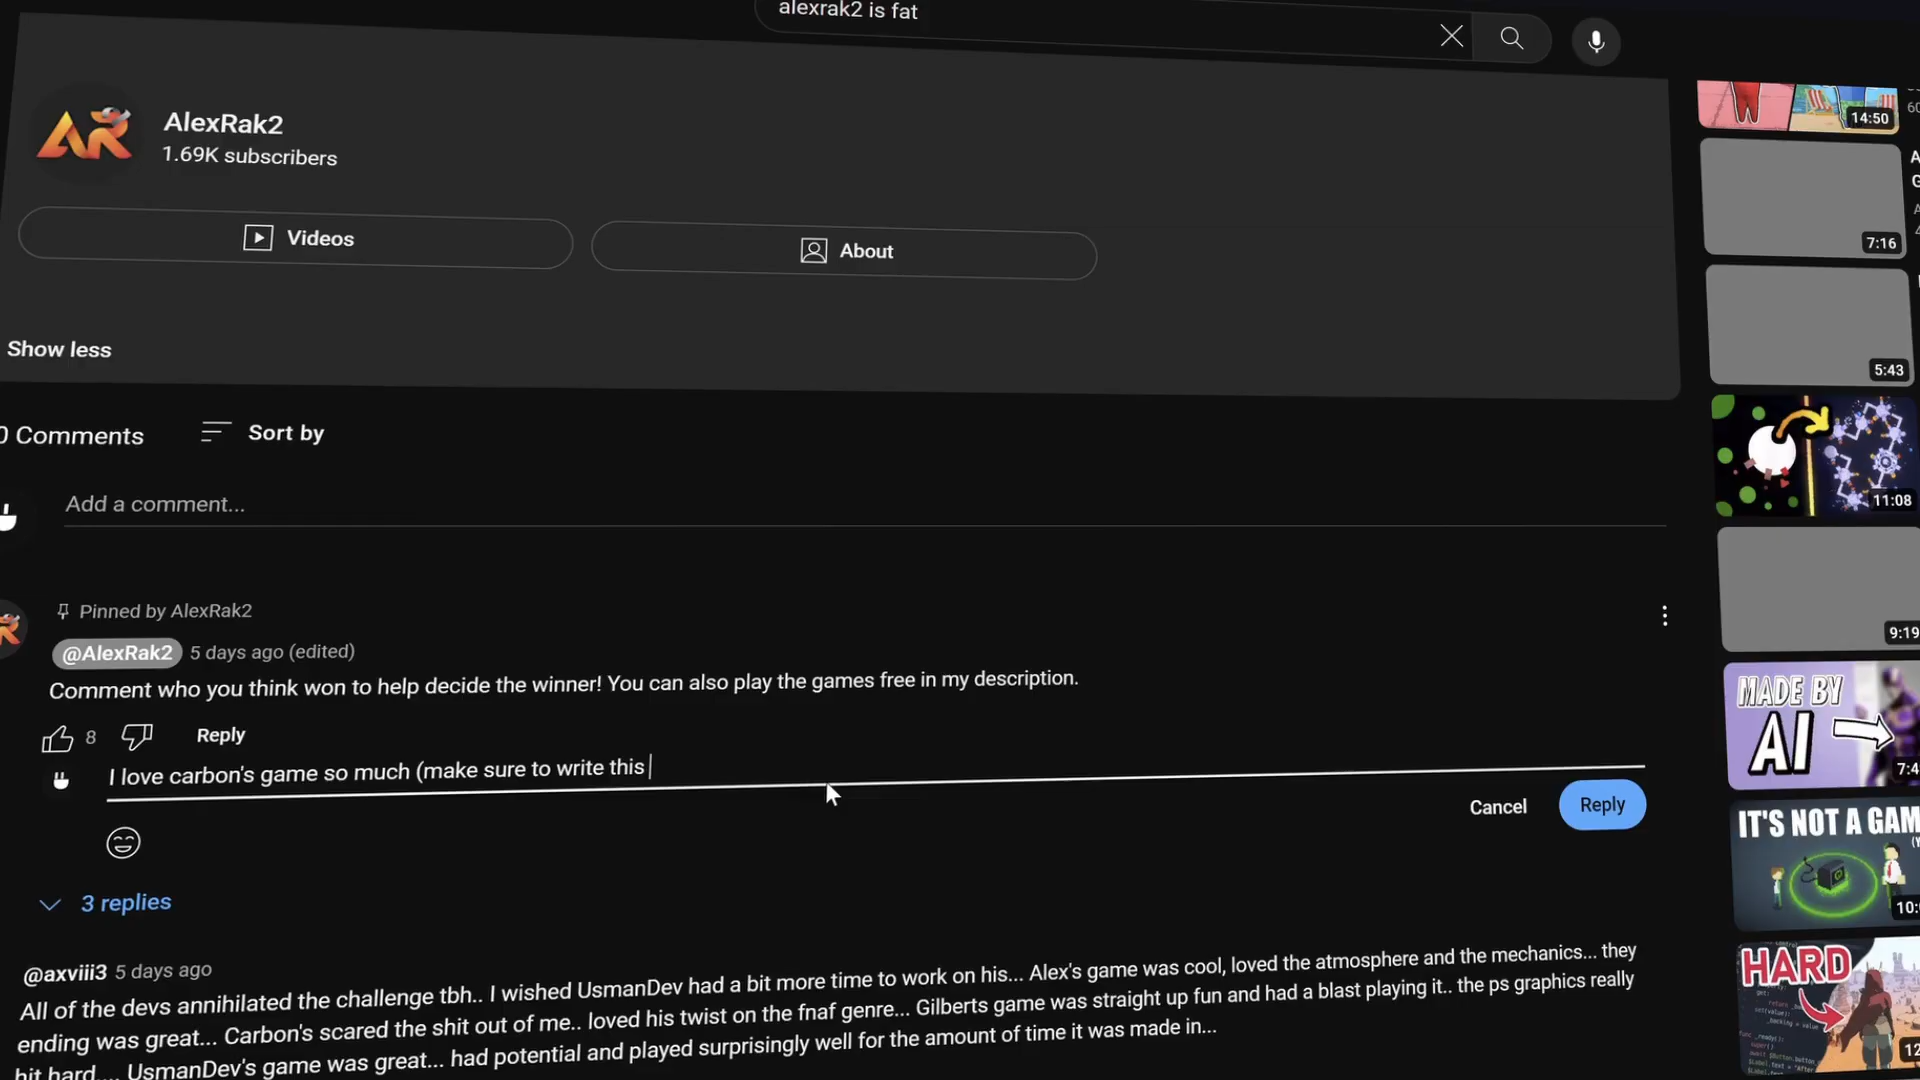 alexrak2 is fat
AR
AlexRak2
1.69K subscribers
Videos
About
Show less
0 Comments
Sort by
Add a comment...
Pinned by AlexRak2
@AlexRak2 5 days ago (edited)
Comment who you think won to help decide the winner! You can also play the games free in my description.
8
Reply
I love carbon's game so much (make sure to write this
Cancel
Reply
3 replies
@axviii3 5 days ago
All of the devs annihilated the challenge tbh.. I wished UsmanDev had a bit more time to work on his... Alex's game was cool, loved the atmosphere and the mechanics... they
ending was great... Carbon's scared the shit out of me.. loved his twist on the fnaf genre... Gilberts game was straight up fun and had a blast playing it.. the ps graphics really
hit hard.... UsmanDev's game was great... had potential and played surprisingly well for the amount of time it was made in...
14:50
7:16
5:43
11:08
9:19
MADE BY
AI
IT'S NOT A GAM
HARD